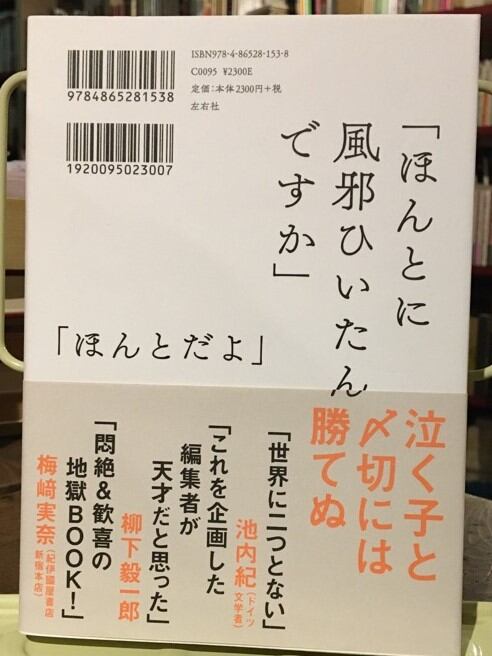 ISBN978-4-86528-153-8
C0095 ¥2300E
定価：本体2300円＋税
左右社
9784865281538
1920095023007
「ほんとに
風邪ひいたん
ですか」
「ほんとだよ」
泣く子と
〆切には
勝てぬ
「世界に二つとない」
池内紀（ドイツ
文学者）
「これを企画した
編集者が
天才だと思った」
柳下毅一郎
「悶絶＆歓喜の
地獄BOOK！」
梅﨑実奈（紀伊國屋書店
新宿本店）